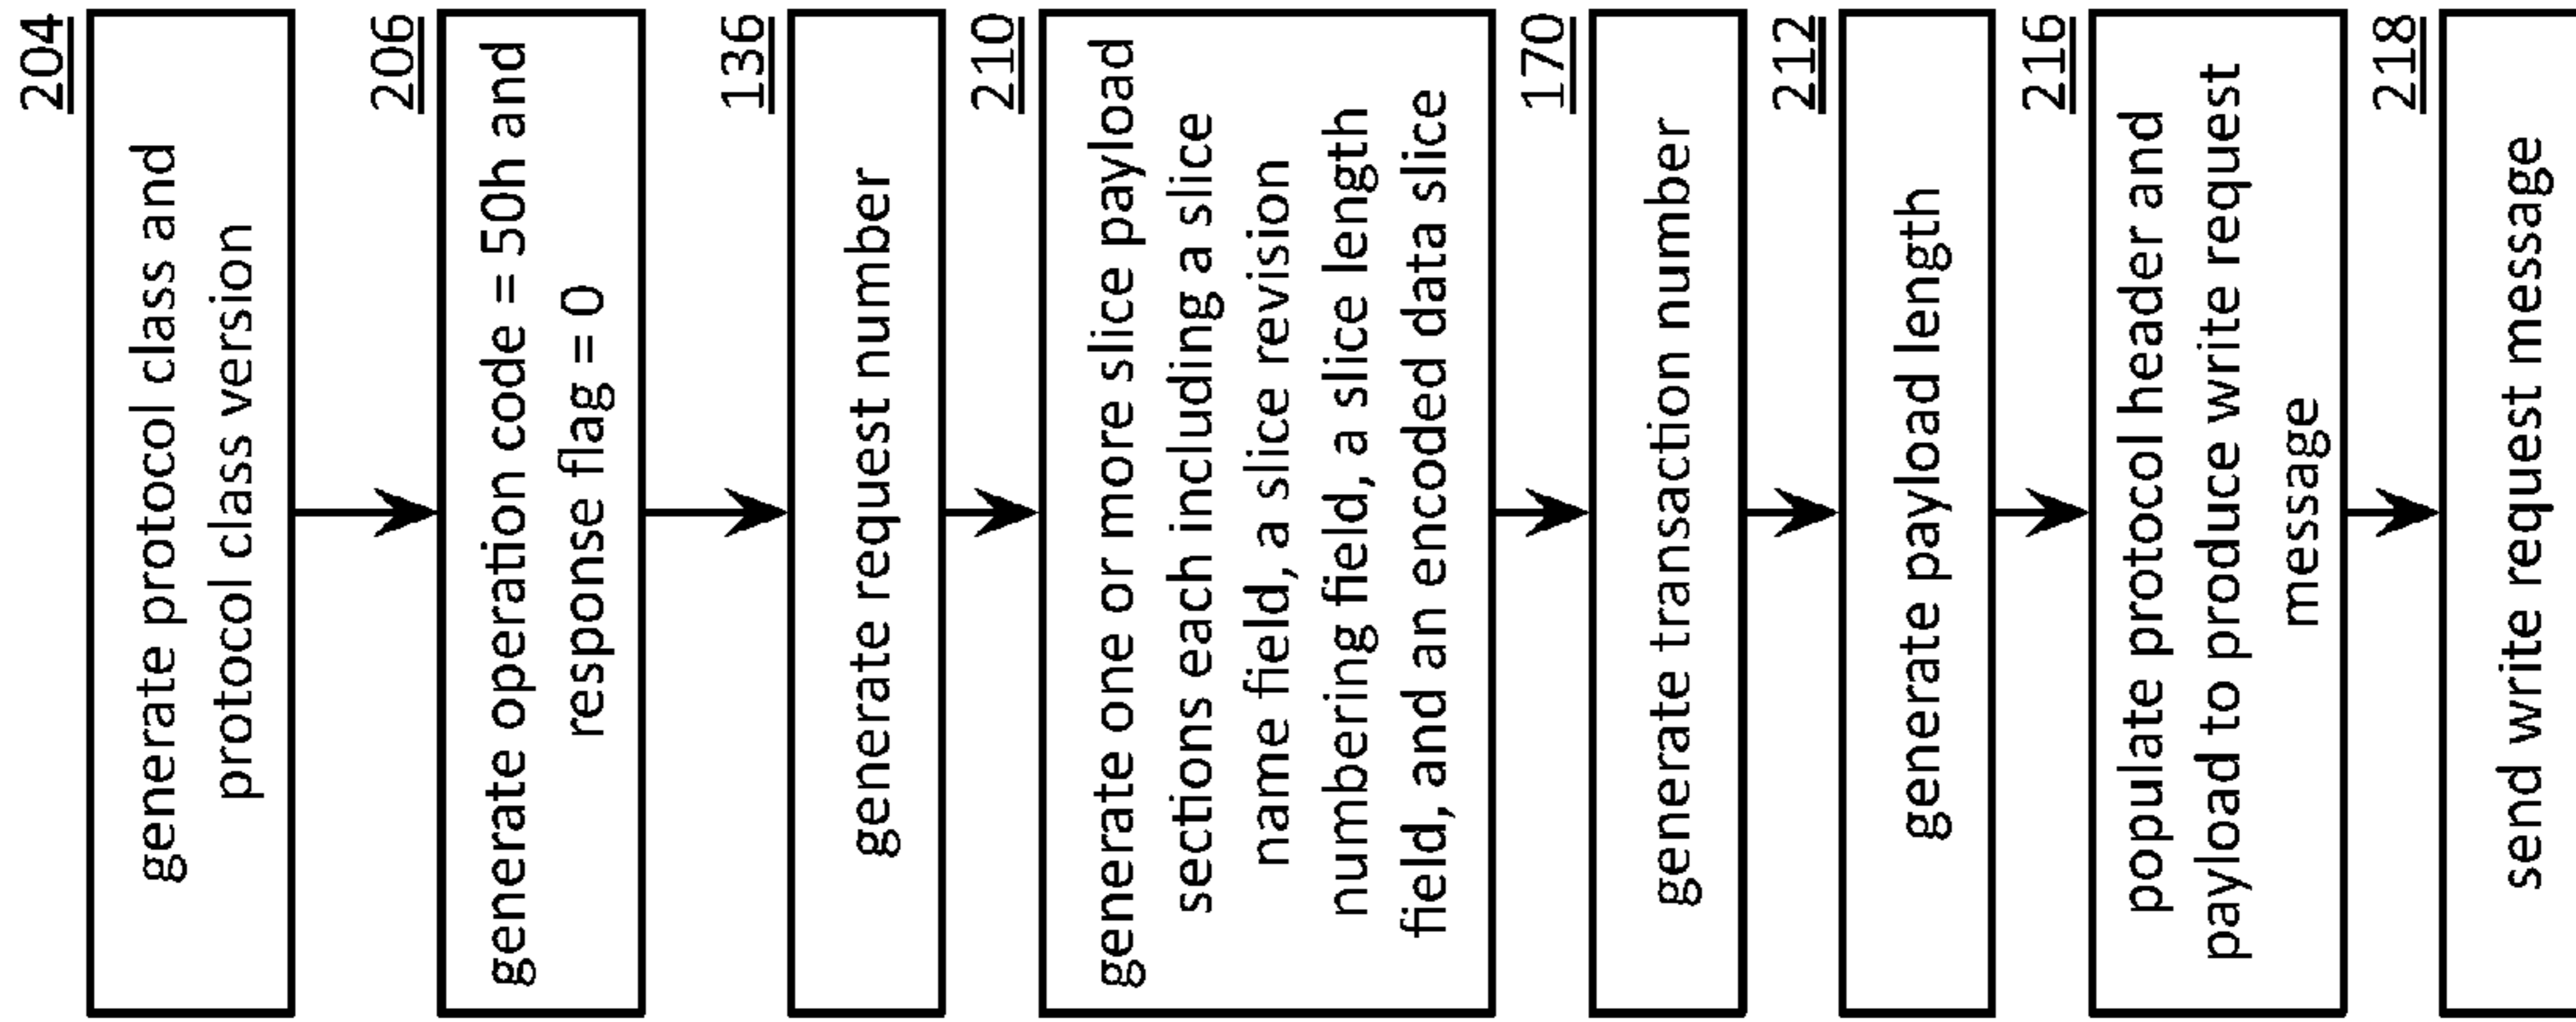 204
generate protocol class and
protocol class version
206
generate operation code = 50h and
response flag = 0
136
generate request number
210
generate one or more slice payload
sections each including a slice
name field, a slice revision
numbering field, a slice length
field, and an encoded data slice
170
generate transaction number
212
generate payload length
216
populate protocol header and
payload to produce write request
message
218
send write request message